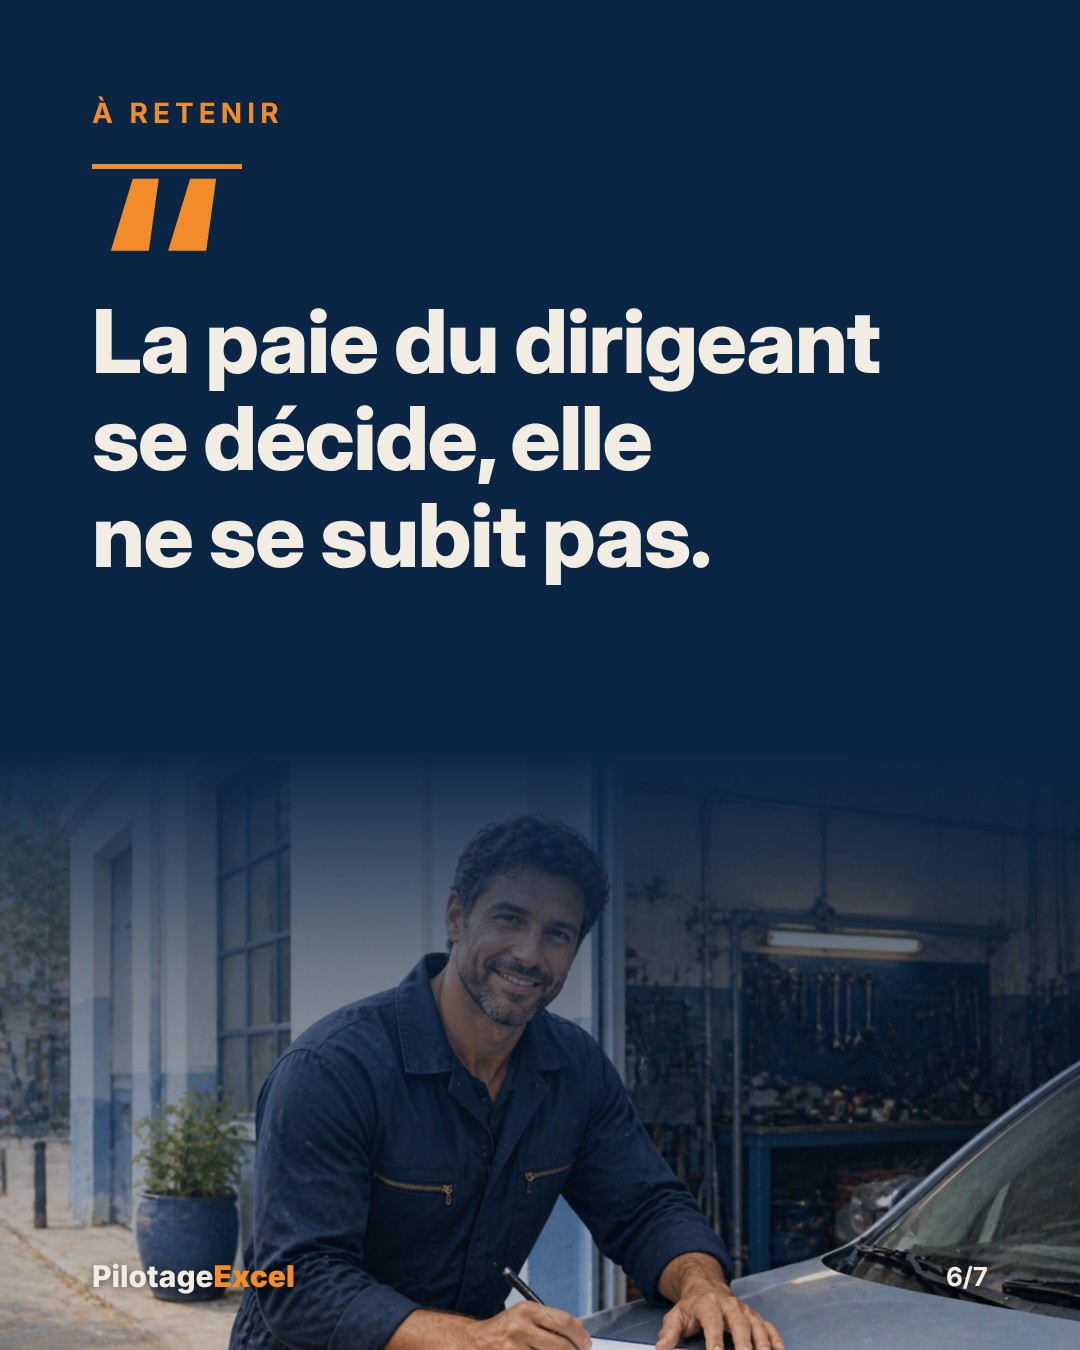 À RETENIR
"
La paie du dirigeant
se décide, elle
ne se subit pas.
PilotageExcel
6/7